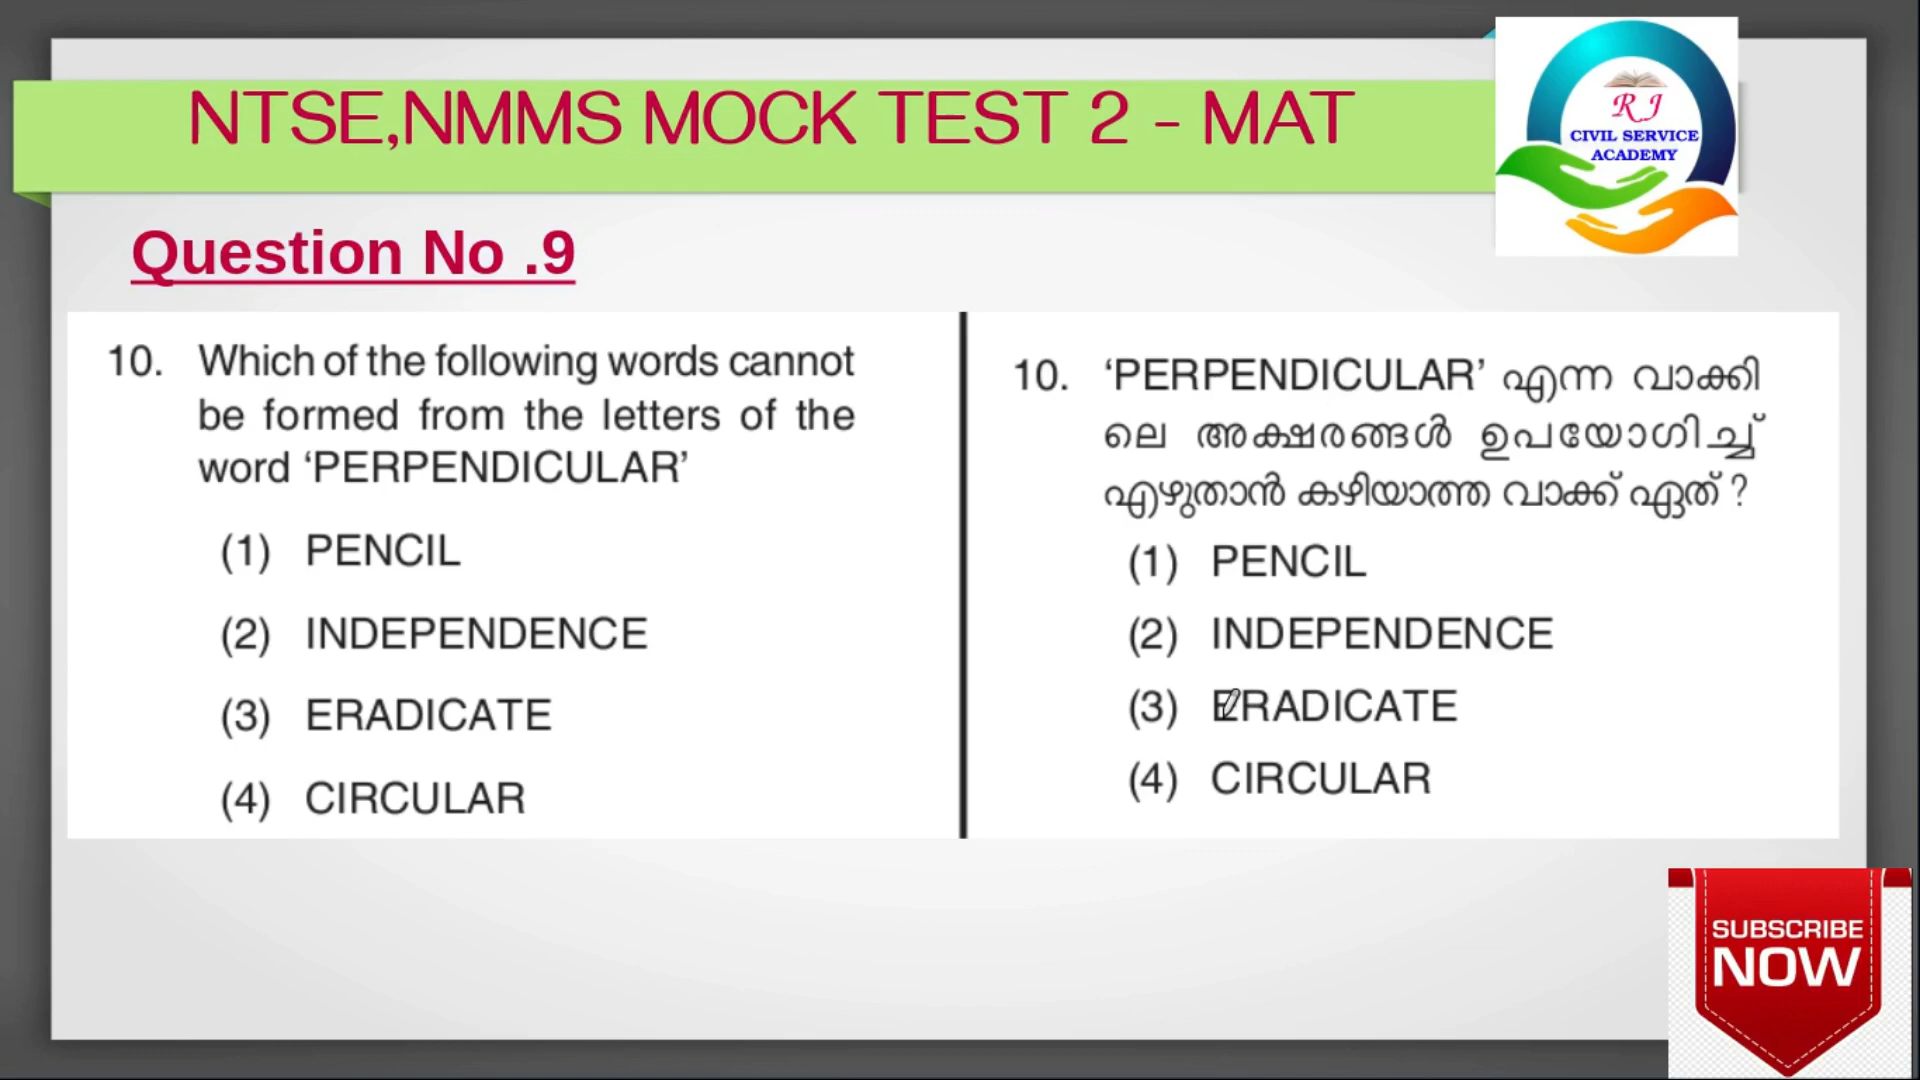 NTSE,NMMS MOCK TEST 2 - MAT
RJ
CIVIL SERVICE
ACADEMY
Question No .9
10. Which of the following words cannot
be formed from the letters of the
word ‘PERPENDICULAR’
(1) PENCIL
(2) INDEPENDENCE
(3) ERADICATE
(4) CIRCULAR
10. ‘PERPENDICULAR’ എന്ന വാക്കി
ലെ അക്ഷരങ്ങൾ ഉപയോഗിച്ച്
എഴുതാൻ കഴിയാത്ത വാക്ക് ഏത് ?
(1) PENCIL
(2) INDEPENDENCE
(3) ERADICATE
(4) CIRCULAR
SUBSCRIBE
NOW